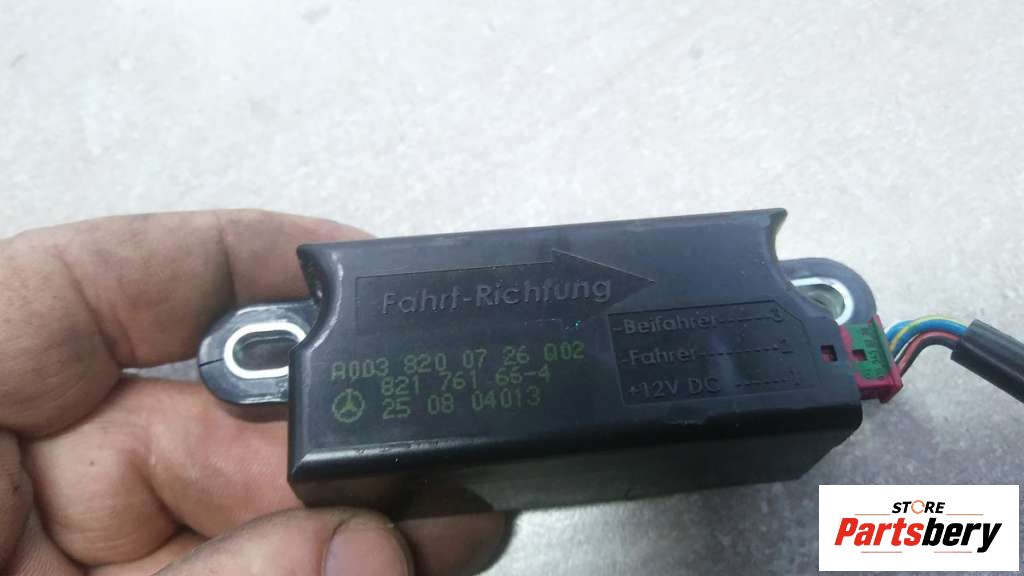 Fahrt-Richtung
-Beifahrer......3
-Fahrer........2
+12V DC ......1
A003 820 07 26 Q02
821 761 66-4
25 08 04013
STORE
Partsbery